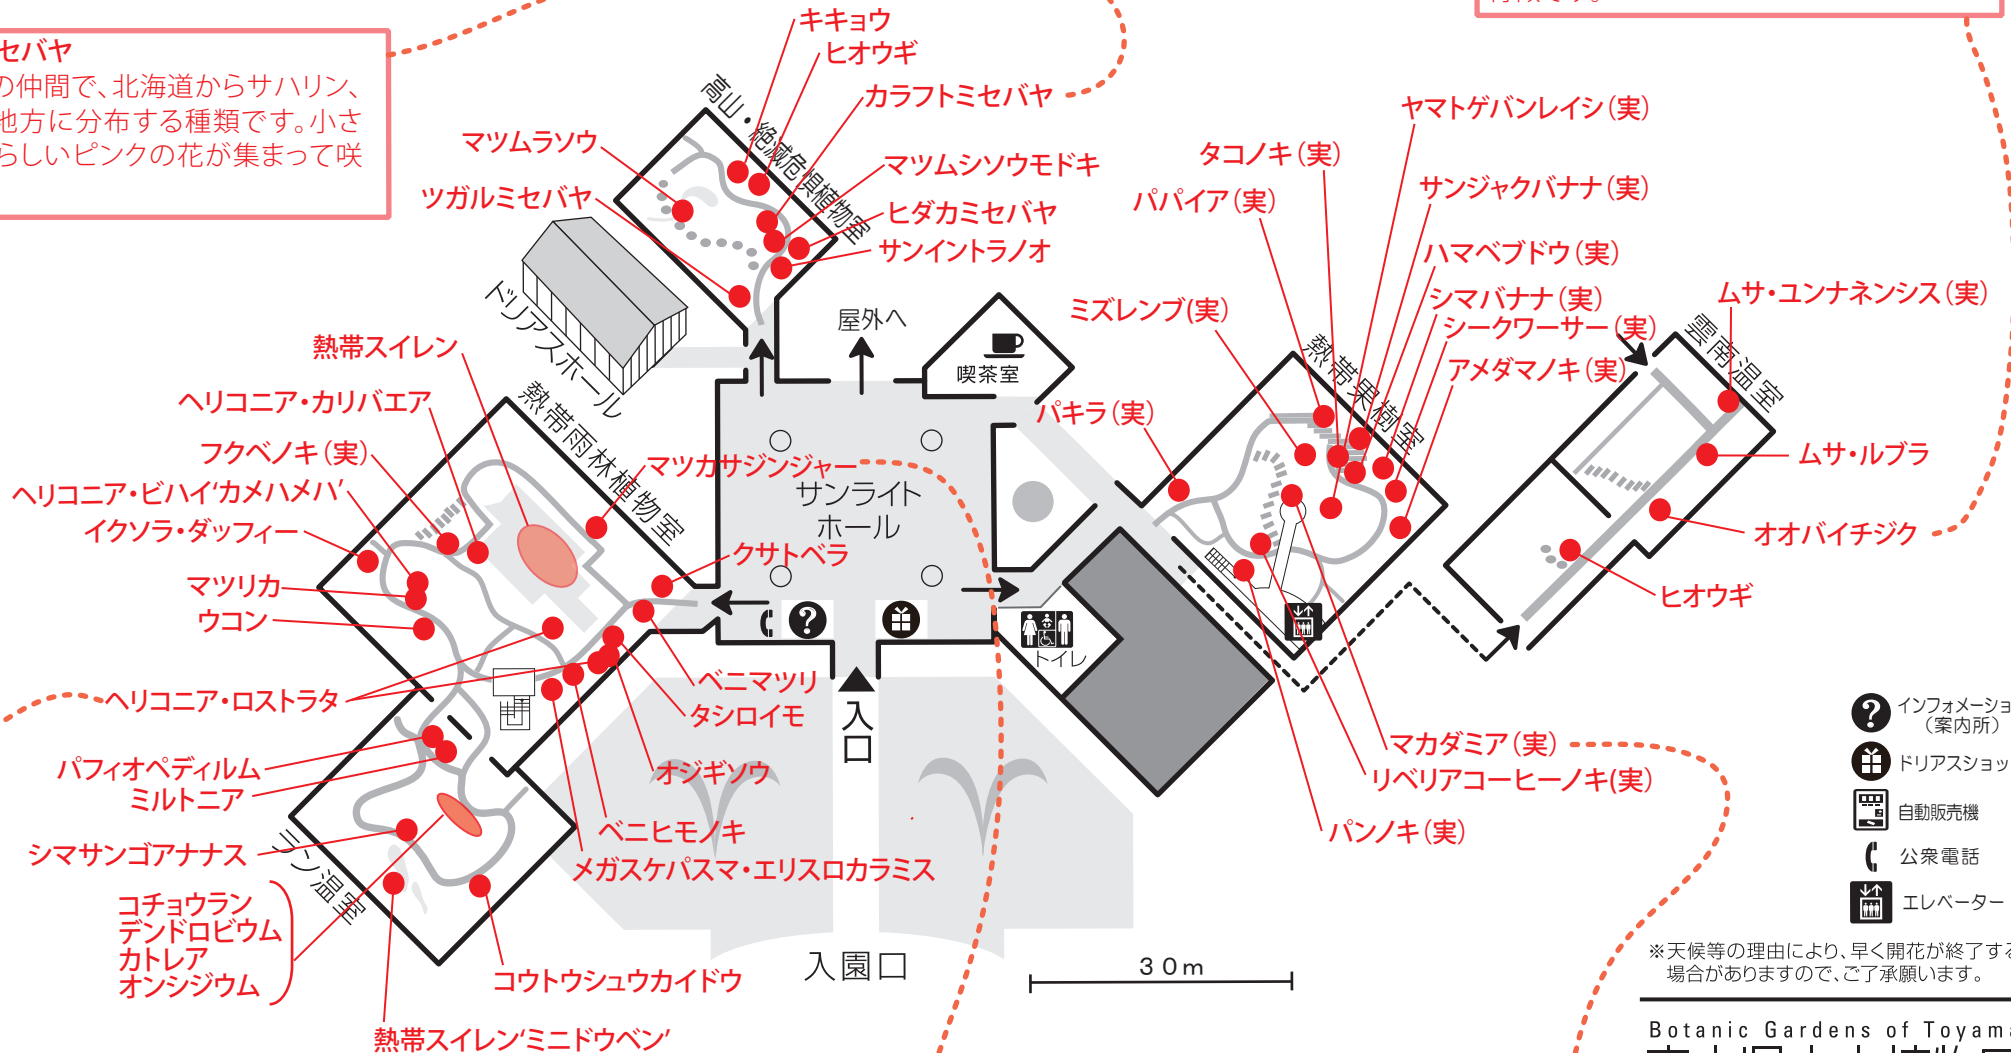 セバヤ
の仲間で、北海道からサハリン、
地方に分布する種類です。小さ
らしいピンクの花が集まって咲
キキョウ
ヒオウギ
カラフトミセバヤ
マツムラソウ
マツムシソウモドキ
ツガルミセバヤ
ヒダカミセバヤ
サンイントラノオ
高山・絶滅危惧植物室
ドリアスホール
屋外へ
喫茶室
ヤマトゲバンレイシ(実)
タコノキ(実)
サンジャクバナナ(実)
パパイア(実)
ハマベブドウ(実)
シマバナナ(実)
ミズレンブ(実)
シークワーサー(実)
アメダマノキ(実)
パキラ(実)
熱帯果樹室
ムサ・ユンナネンシス(実)
雲南温室
ムサ・ルブラ
オオバイチジク
ヒオウギ
熱帯スイレン
ヘリコニア・カリバエア
フクベノキ(実)
ヘリコニア・ビハイ‘カメハメハ’
イクソラ・ダッフィー
マツリカ
ウコン
ヘリコニア・ロストラタ
熱帯雨林植物室
マツカサジンジャー
サンライト
ホール
クサトベラ
ベニマツリ
タシロイモ
オジギソウ
ベニヒモノキ
メガスケパスマ・エリスロカラミス
入口
トイレ
マカダミア(実)
リベリアコーヒーノキ(実)
パンノキ(実)
パフィオペディルム
ミルトニア
シマサンゴアナナス
ラン温室
コチョウラン
デンドロビウム
カトレア
オンシジウム
コウトウシュウカイドウ
熱帯スイレン‘ミニドウベン’
入園口
30m
?
?
インフォメーショ
(案内所)
ドリアスショッ
自動販売機
公衆電話
エレベーター
※天候等の理由により、早く開花が終了する
場合がありますので、ご了承願います。
Botanic Gardens of Toyama